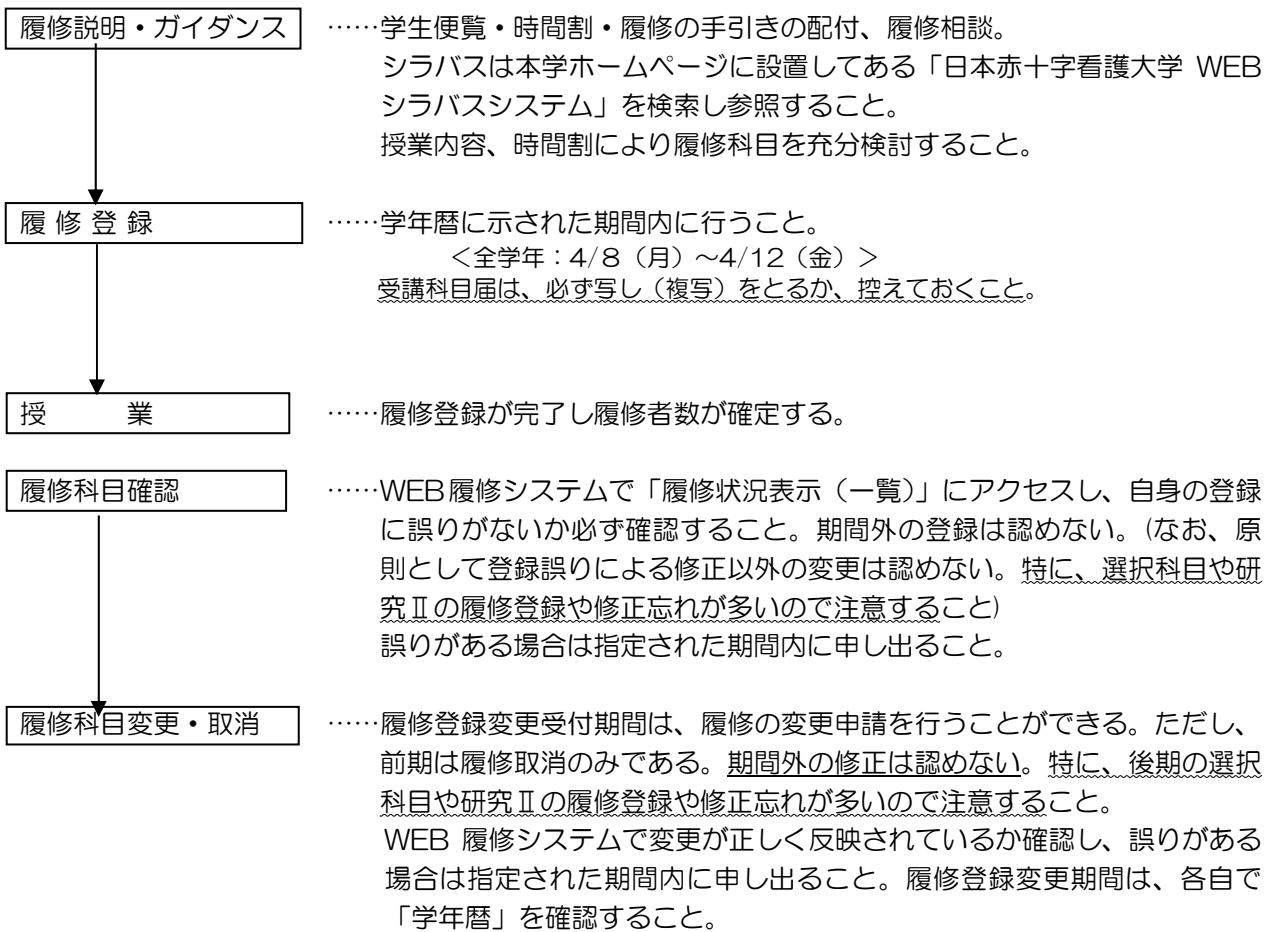 履修説明・ガイダンス ……学生便覧・時間割・履修の手引きの配付、履修相談。
シラバスは本学ホームページに設置してある「日本赤十字看護大学 WEB
シラバスシステム」を検索し参照すること。
授業内容、時間割により履修科目を充分検討すること。
履 修 登 録 ……学年暦に示された期間内に行うこと。
＜全学年：4/8（月）～4/12（金）＞
受講科目届は、必ず写し（複写）をとるか、控えておくこと。
授 業 ……履修登録が完了し履修者数が確定する。
履修科目確認 ……WEB履修システムで「履修状況表示（一覧）」にアクセスし、自身の登録
に誤りがないか必ず確認すること。期間外の登録は認めない。（なお、原
則として登録誤りによる修正以外の変更は認めない。特に、選択科目や研
究Ⅱの履修登録や修正忘れが多いので注意すること）
誤りがある場合は指定された期間内に申し出ること。
履修科目変更・取消 ……履修登録変更受付期間は、履修の変更申請を行うことができる。ただし、
前期は履修取消のみである。期間外の修正は認めない。特に、後期の選択
科目や研究Ⅱの履修登録や修正忘れが多いので注意すること。
WEB 履修システムで変更が正しく反映されているか確認し、誤りがある
場合は指定された期間内に申し出ること。履修登録変更期間は、各自で
「学年暦」を確認すること。